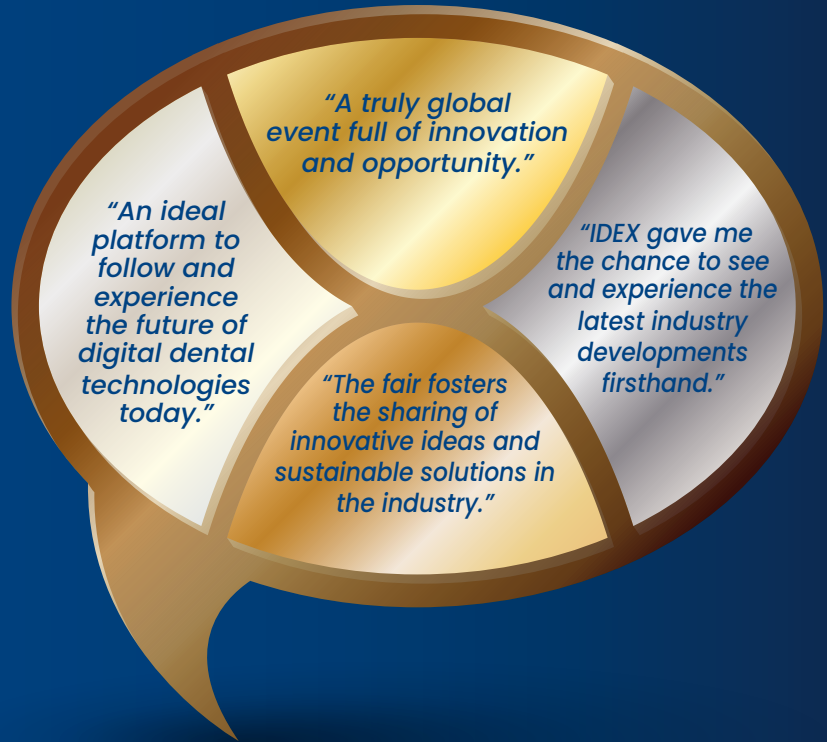 “A truly global
event full of innovation
and opportunity.”
“An ideal
platform to
follow and
experience
the future of
digital dental
technologies
today.”
“IDEX gave me
the chance to see
and experience the
latest industry
developments
firsthand.”
“The fair fosters
the sharing of
innovative ideas and
sustainable solutions in
the industry.”